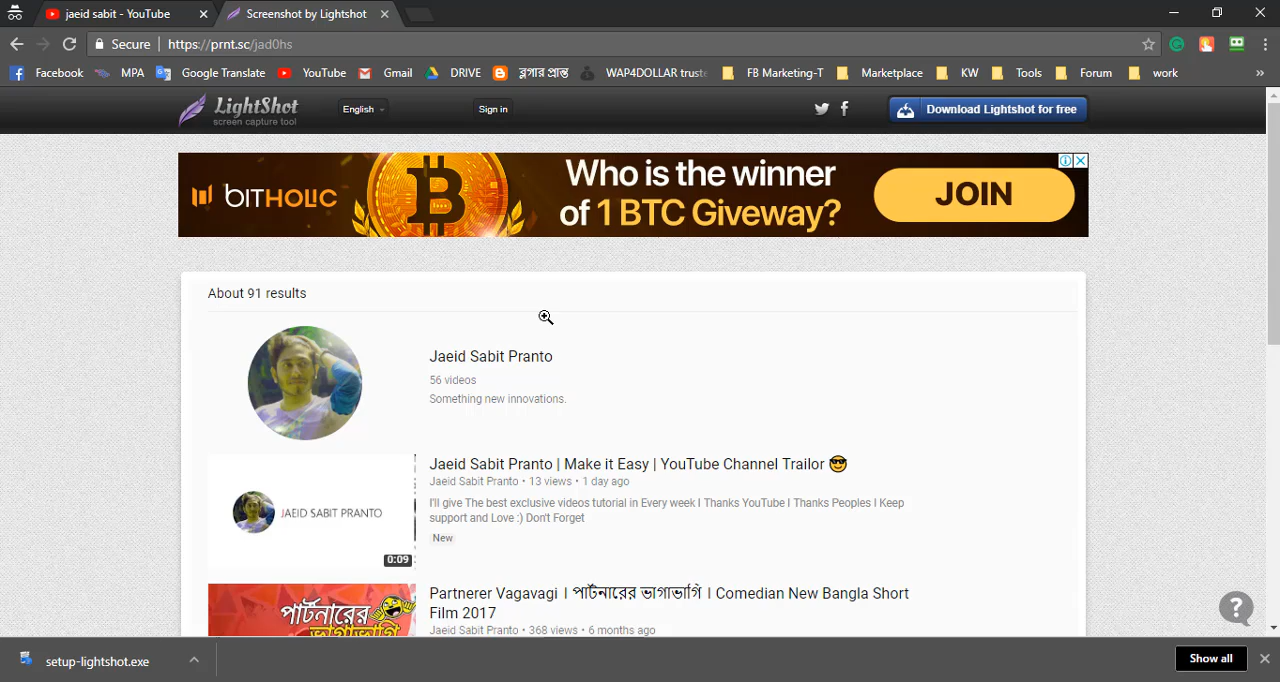 jaeid sabit - YouTube
Screenshot by Lightshot
Secure
https://prnt.sc/jad0hs
Facebook
MPA
Google Translate
YouTube
Gmail
DRIVE
ব্লগার প্রান্ত
WAP4DOLLAR truste
FB Marketing-T
Marketplace
KW
Tools
Forum
work
»
LightShot
screen capture tool
English
Sign in
Download Lightshot for free
BITHOLIC
Who is the winner
of 1 BTC Giveway?
JOIN
About 91 results
Jaeid Sabit Pranto
56 videos
Something new innovations.
JAEID SABIT PRANTO
0:09
Jaeid Sabit Pranto | Make it Easy | YouTube Channel Trailor 😎
Jaeid Sabit Pranto • 13 views • 1 day ago
I'll give The best exclusive videos tutorial in Every week I Thanks YouTube I Thanks Peoples I Keep
support and Love :) Don't Forget
New
পার্টনারের
ভাগাভাগি
Partnerer Vagavagi I পার্টনারের ভাগাভাগি I Comedian New Bangla Short
Film 2017
Jaeid Sabit Pranto • 368 views • 6 months ago
?
setup-lightshot.exe
Show all